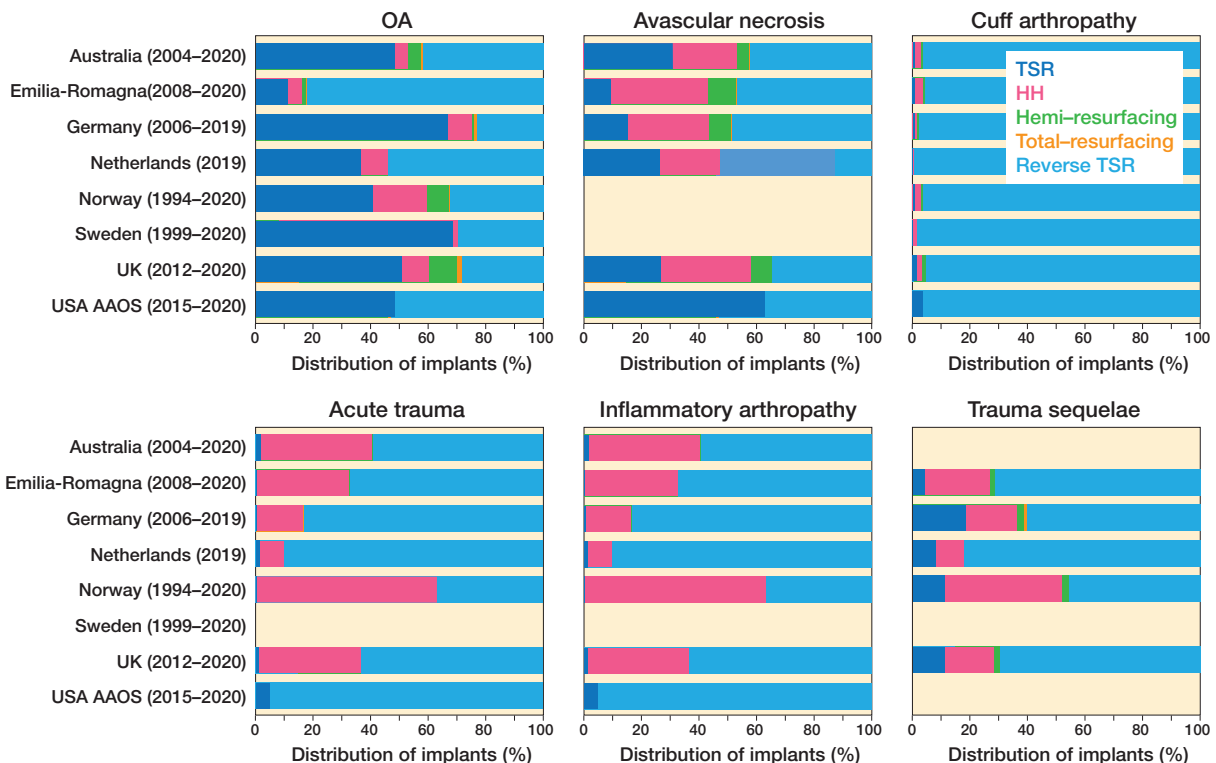 OA
Avascular necrosis
Cuff arthropathy
Australia (2004–2020)
Emilia-Romagna(2008–2020)
Germany (2006–2019)
Netherlands (2019)
Norway (1994–2020)
Sweden (1999–2020)
UK (2012–2020)
USA AAOS (2015–2020)
TSR
HH
Hemi–resurfacing
Total–resurfacing
Reverse TSR
0 20 40 60 80 100
0 20 40 60 80 100
0 20 40 60 80 100
Distribution of implants (%)
Distribution of implants (%)
Distribution of implants (%)
Acute trauma
Inflammatory arthropathy
Trauma sequelae
Australia (2004–2020)
Emilia-Romagna (2008–2020)
Germany (2006–2019)
Netherlands (2019)
Norway (1994–2020)
Sweden (1999–2020)
UK (2012–2020)
USA AAOS (2015–2020)
0 20 40 60 80 100
0 20 40 60 80 100
0 20 40 60 80 100
Distribution of implants (%)
Distribution of implants (%)
Distribution of implants (%)